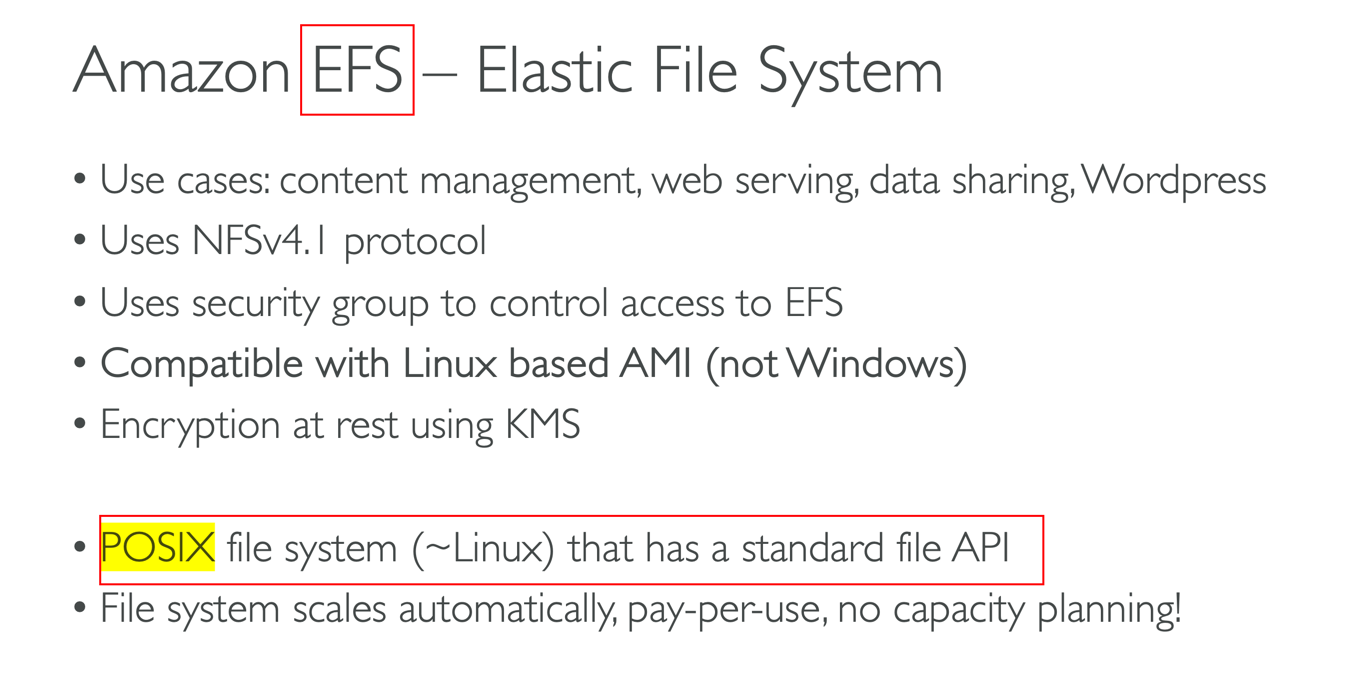 Amazon EFS – Elastic File System
• Use cases: content management, web serving, data sharing, Wordpress
• Uses NFSv4.1 protocol
• Uses security group to control access to EFS
• Compatible with Linux based AMI (not Windows)
• Encryption at rest using KMS
• POSIX file system (~Linux) that has a standard file API
• File system scales automatically, pay-per-use, no capacity planning!